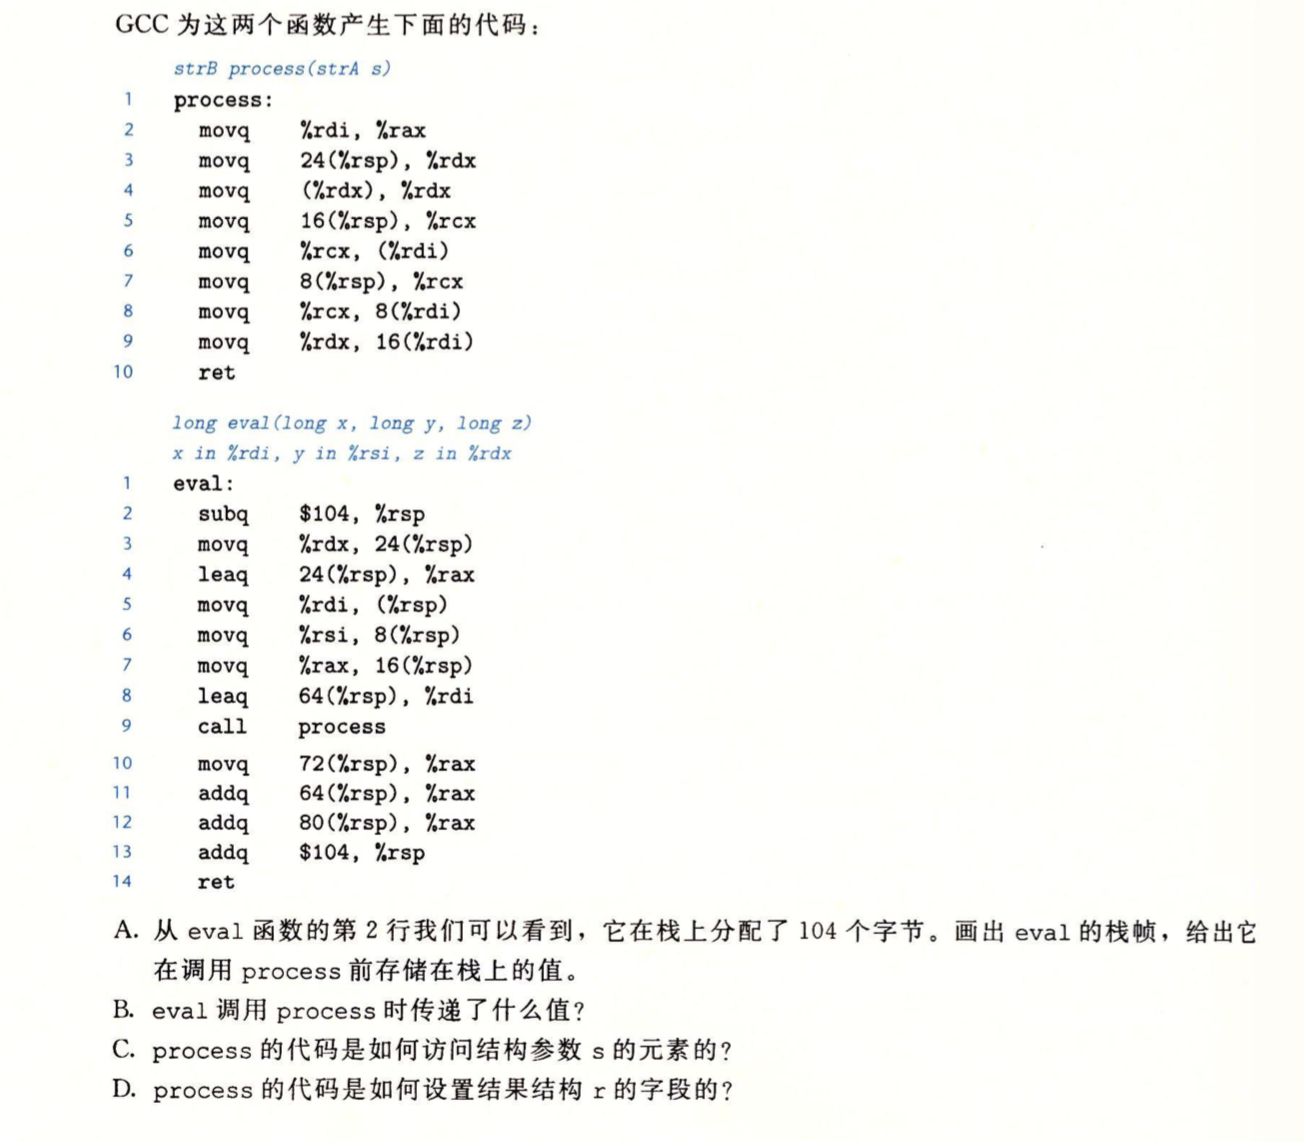 GCC 为这两个函数产生下面的代码：
strB process(strA s)
1 process:
2 movq %rdi, %rax
3 movq 24(%rsp), %rdx
4 movq (%rdx), %rdx
5 movq 16(%rsp), %rcx
6 movq %rcx, (%rdi)
7 movq 8(%rsp), %rcx
8 movq %rcx, 8(%rdi)
9 movq %rdx, 16(%rdi)
10 ret
long eval(long x, long y, long z)
x in %rdi, y in %rsi, z in %rdx
1 eval:
2 subq $104, %rsp
3 movq %rdx, 24(%rsp)
4 leaq 24(%rsp), %rax
5 movq %rdi, (%rsp)
6 movq %rsi, 8(%rsp)
7 movq %rax, 16(%rsp)
8 leaq 64(%rsp), %rdi
9 call process
10 movq 72(%rsp), %rax
11 addq 64(%rsp), %rax
12 addq 80(%rsp), %rax
13 addq $104, %rsp
14 ret
A. 从 eval 函数的第 2 行我们可以看到，它在栈上分配了 104 个字节。画出 eval 的栈帧，给出它
在调用 process 前存储在栈上的值。
B. eval 调用 process 时传递了什么值?
C. process 的代码是如何访问结构参数 s 的元素的?
D. process 的代码是如何设置结果结构 r 的字段的?